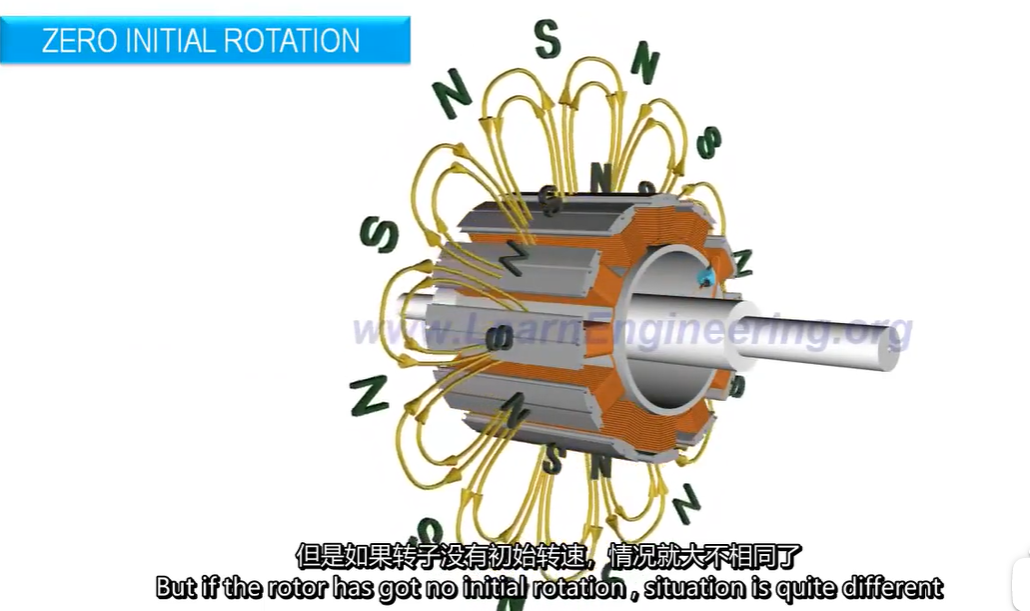 ZERO INITIAL ROTATION
S
N N
S
N
S
S
N
S N
N
S
N
S
S
N
S N
N
S
S
N
www.LearnEngineering.org
但是如果转子没有初始转速，情况就大不相同了
But if the rotor has got no initial rotation , situation is quite different